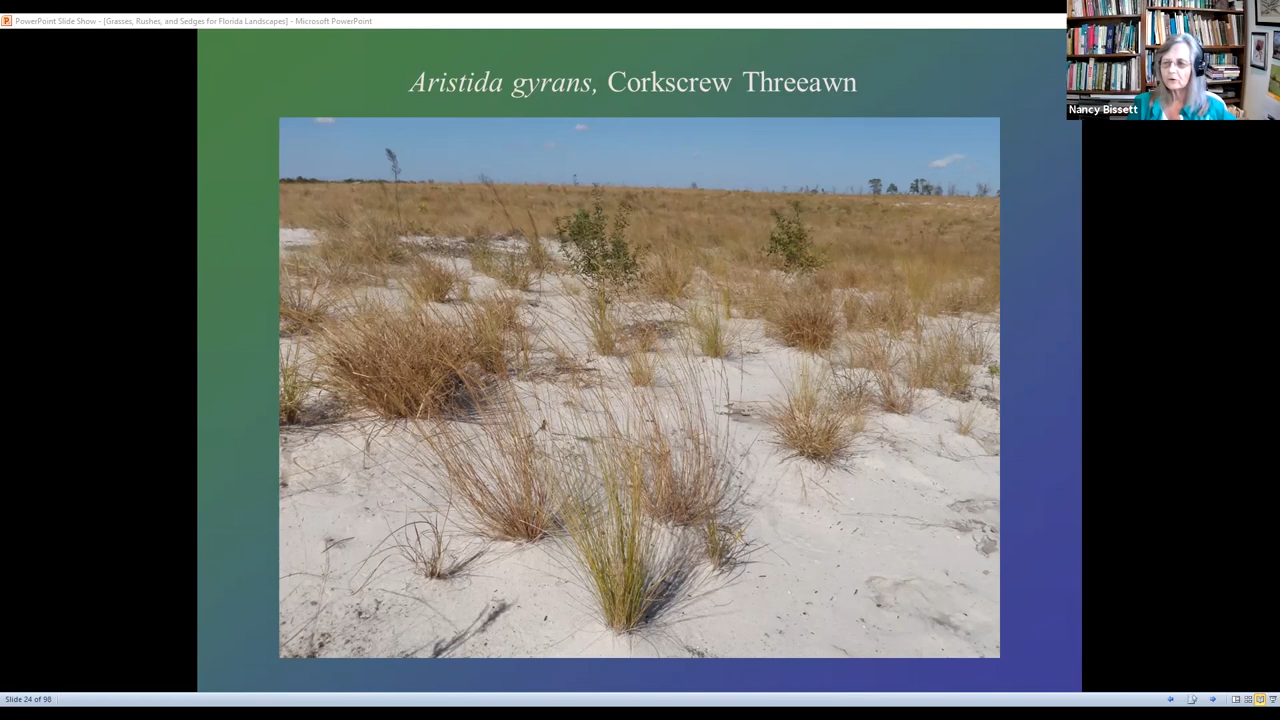 PowerPoint Slide Show - [Grasses, Rushes, and Sedges for Florida Landscapes] - Microsoft PowerPoint
Nancy Bissett
Aristida gyrans, Corkscrew Threeawn
Slide 24 of 98